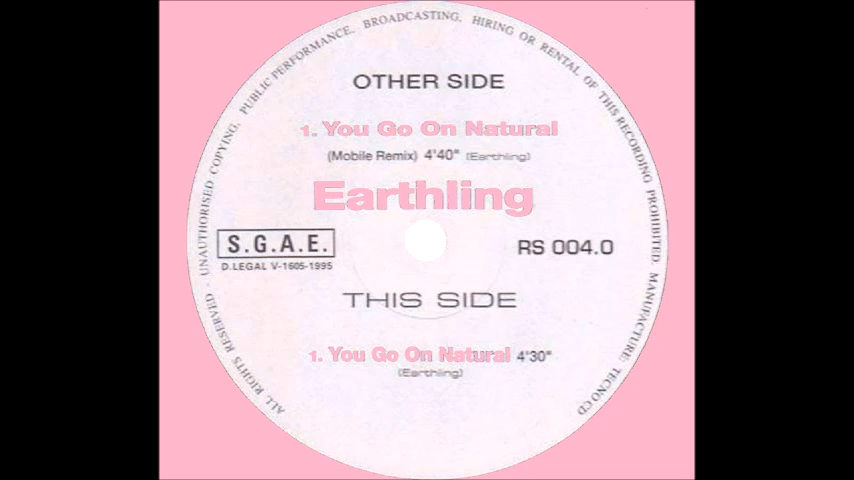 ALL RIGHTS RESERVED - UNAUTHORISED COPYING, PUBLIC PERFORMANCE, BROADCASTING, HIRING OR RENTAL OF THIS RECORDING PROHIBITED. MANUFACTURE: TECNO CD
OTHER SIDE
1. You Go On Natural
(Mobile Remix) 4'40" (Earthling)
Earthling
S.G.A.E.
D.LEGAL V-1605-1995
RS 004.0
THIS SIDE
1. You Go On Natural 4'30"
(Earthling)